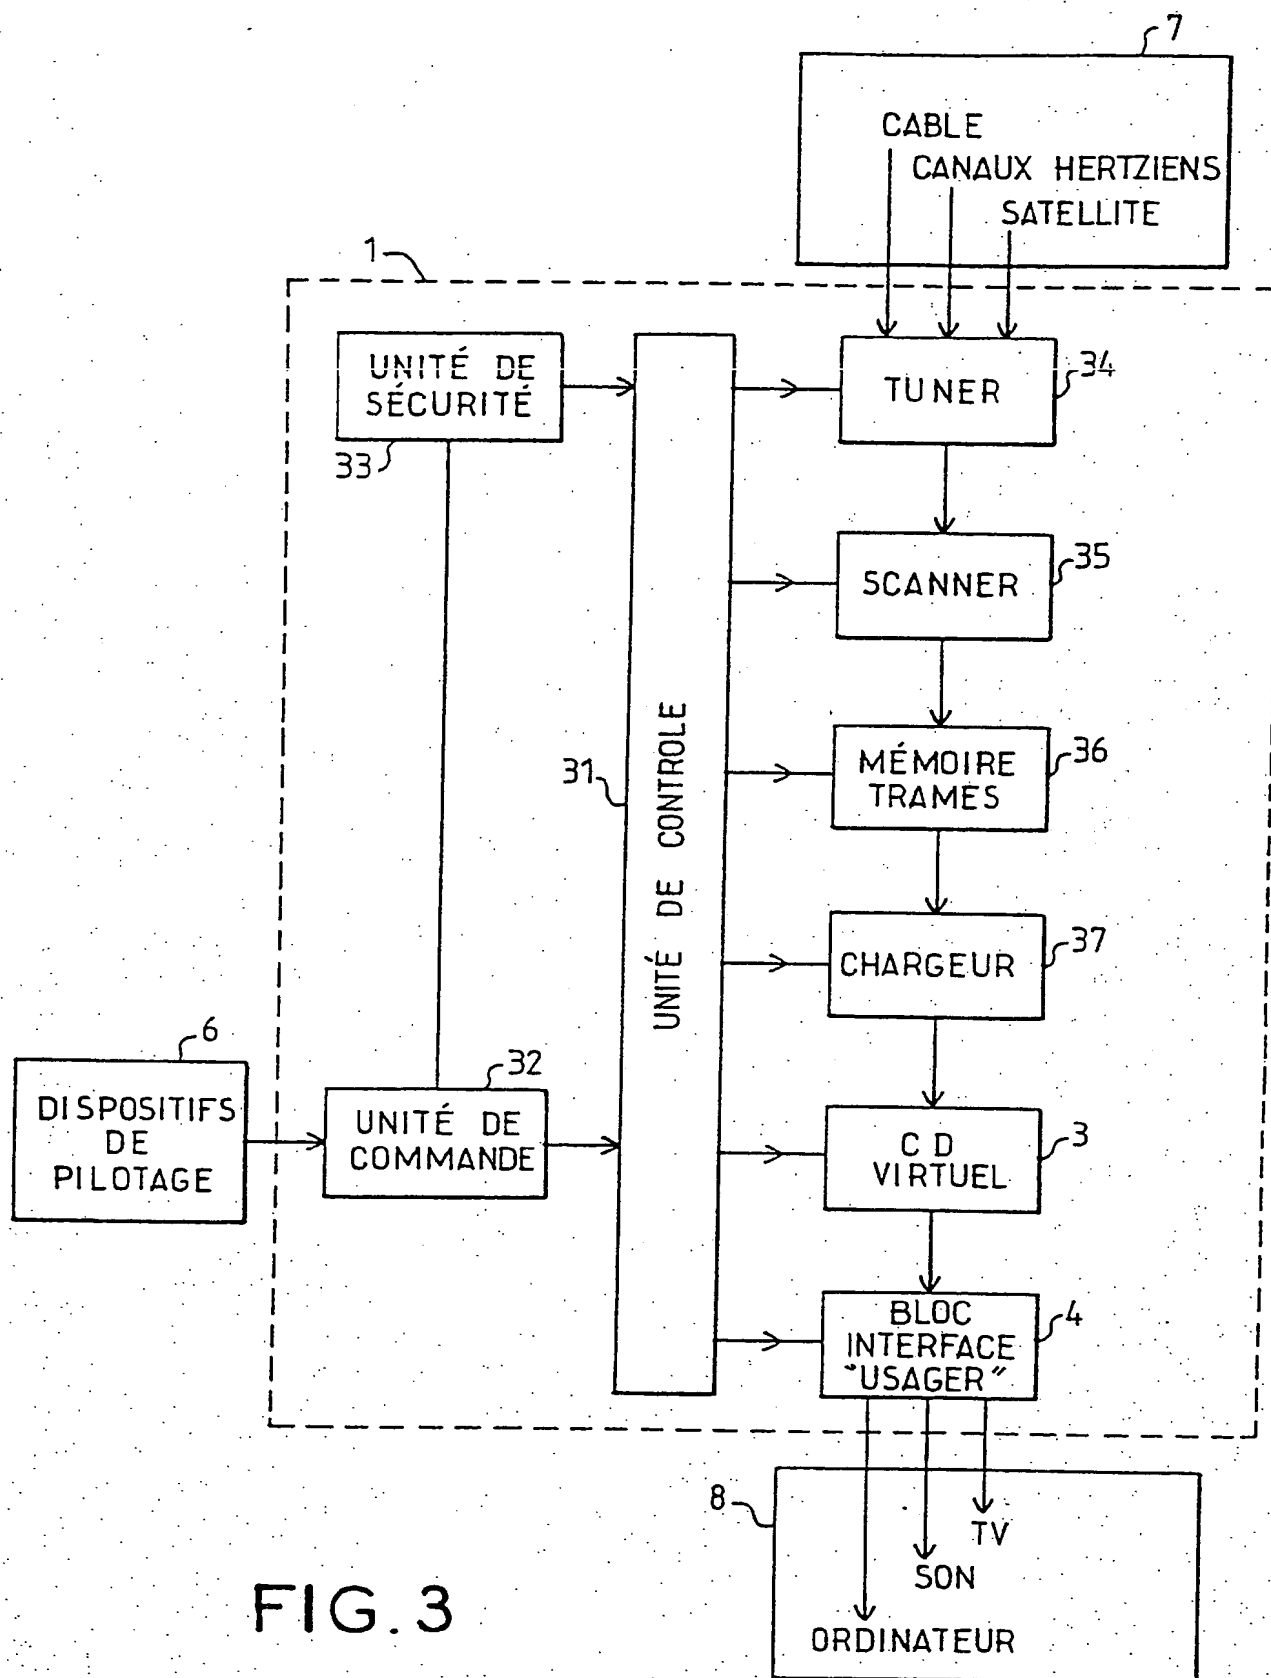 7
CABLE
CANAUX HERTZIENS
SATELLITE
1
UNITÉ DE
SÉCURITÉ
33
TUNER
34
SCANNER
35
31
UNITÉ DE CONTROLE
MÉMOIRE
TRAMES
36
CHARGEUR
37
6
DISPOSITIFS
DE
PILOTAGE
32
UNITÉ DE
COMMANDE
CD
VIRTUEL
3
BLOC
INTERFACE
"USAGER"
4
8
TV
SON
ORDINATEUR
FIG.3